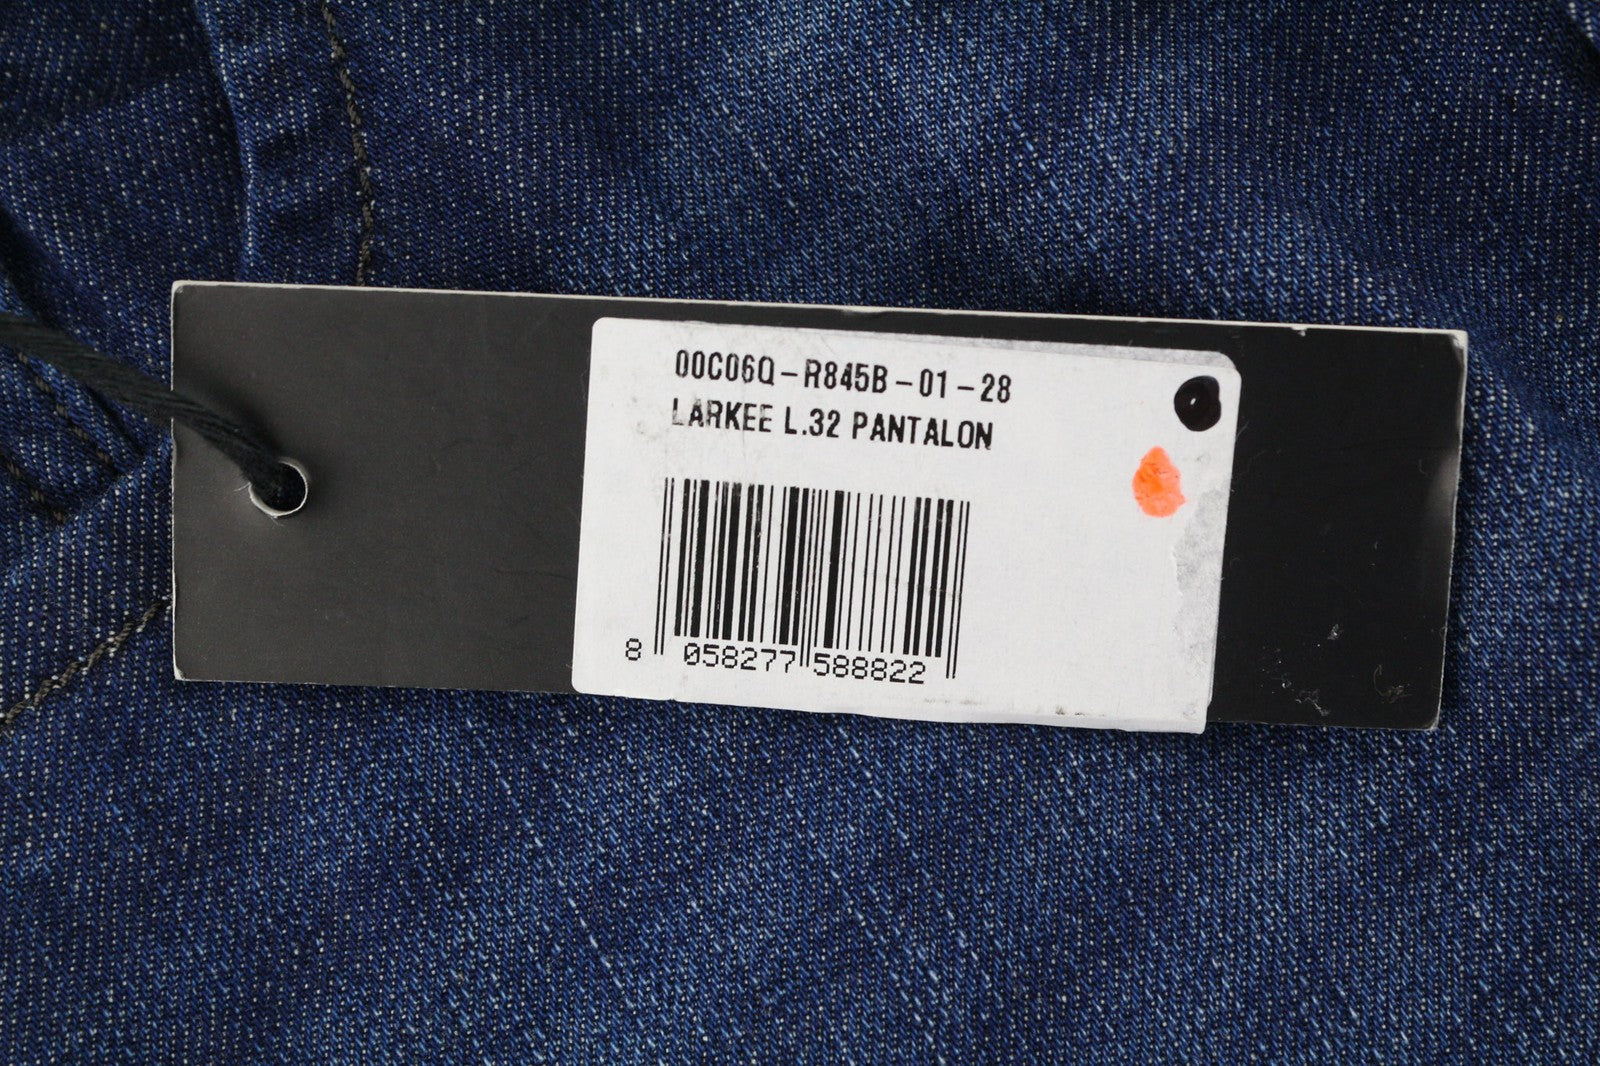 00C06Q-R845B-01-28
LARKEE L.32 PANTALON
8 058277 588822